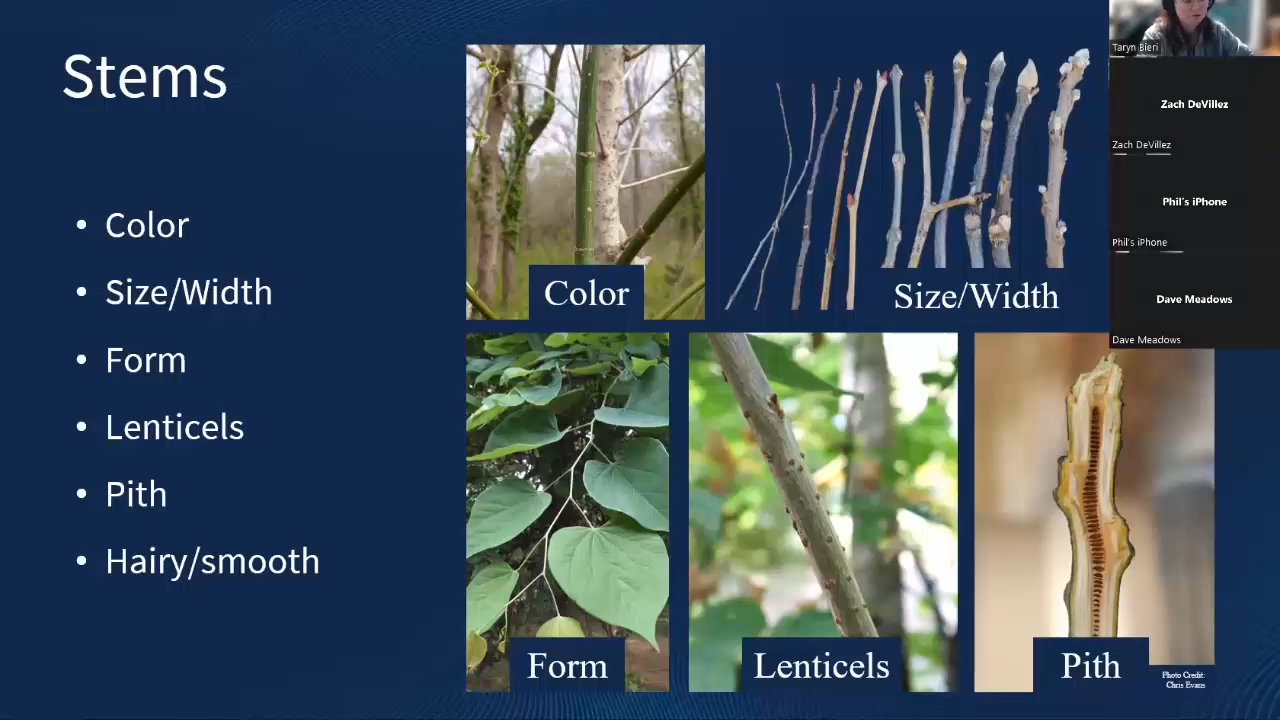 Stems
• Color
• Size/Width
• Form
• Lenticels
• Pith
• Hairy/smooth
Color
Size/Width
Form
Lenticels
Pith
Photo Credit:
Chris Evans
Taryn Bieri
Zach DeVillez
Zach DeVillez
Phil's iPhone
Phil's iPhone
Dave Meadows
Dave Meadows